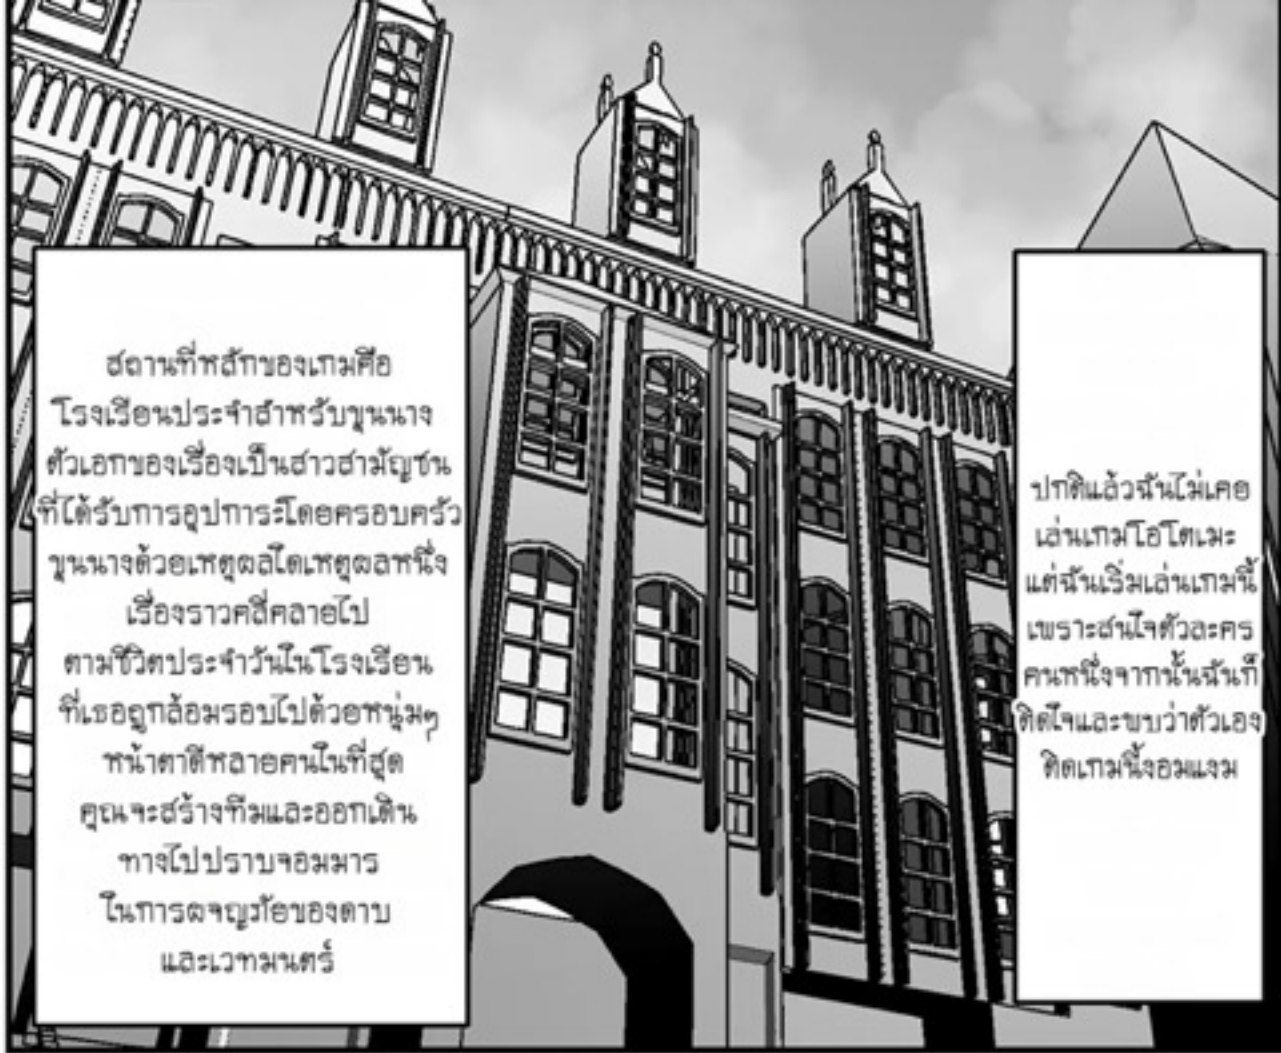 สถานที่หลักของเกมคือ
โรงเรียนประจำสำหรับขุนนาง
ตัวเอกของเรื่องเป็นสาวสามัญชน
ที่ได้รับการอุปการะโดยครอบครัว
ขุนนางด้วยเหตุผลใดเหตุผลหนึ่ง
เรื่องราวคลี่คลายไป
ตามชีวิตประจำวันในโรงเรียน
ที่เธอถูกล้อมรอบไปด้วยหนุ่มๆ
หน้าตาดีหลายคนในที่สุด
คุณจะสร้างทีมและออกเดิน
ทางไปปราบจอมมาร
ในการผจญภัยของดาบ
และเวทมนตร์
ปกติแล้วฉันไม่เคย
เล่นเกมโอโตเมะ
แต่ฉันเริ่มเล่นเกมนี้
เพราะสนใจตัวละคร
คนหนึ่งจากนั้นฉันก็
ติดใจและพบว่าตัวเอง
ติดเกมนี้งอมแงม